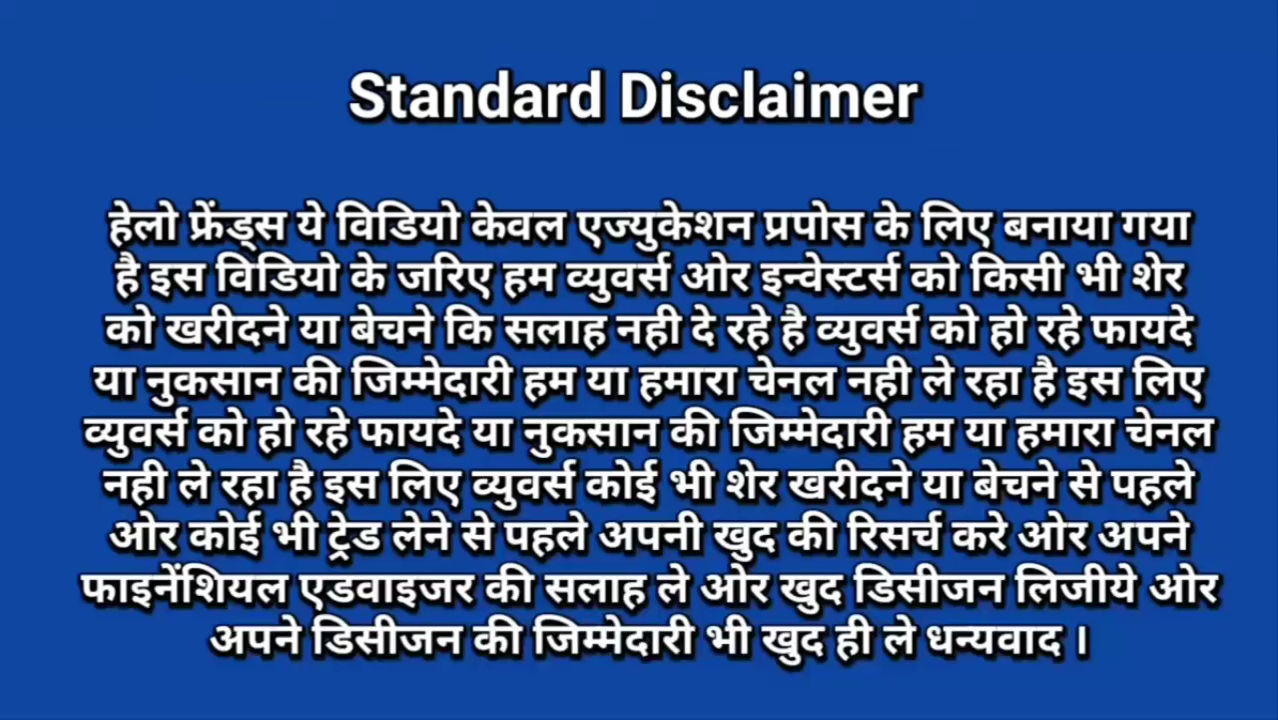 Standard Disclaimer
हेलो फ्रेंड्स ये विडियो केवल एज्युकेशन प्रपोस के लिए बनाया गया
है इस विडियो के जरिए हम व्युवर्स ओर इन्वेस्टर्स को किसी भी शेर
को खरीदने या बेचने कि सलाह नही दे रहे है व्युवर्स को हो रहे फायदे
या नुकसान की जिम्मेदारी हम या हमारा चेनल नही ले रहा है इस लिए
व्युवर्स को हो रहे फायदे या नुकसान की जिम्मेदारी हम या हमारा चेनल
नही ले रहा है इस लिए व्युवर्स कोई भी शेर खरीदने या बेचने से पहले
ओर कोई भी ट्रेड लेने से पहले अपनी खुद की रिसर्च करे ओर अपने
फाइनेंशियल एडवाइजर की सलाह ले ओर खुद डिसीजन लिजीये ओर
अपने डिसीजन की जिम्मेदारी भी खुद ही ले धन्यवाद ।